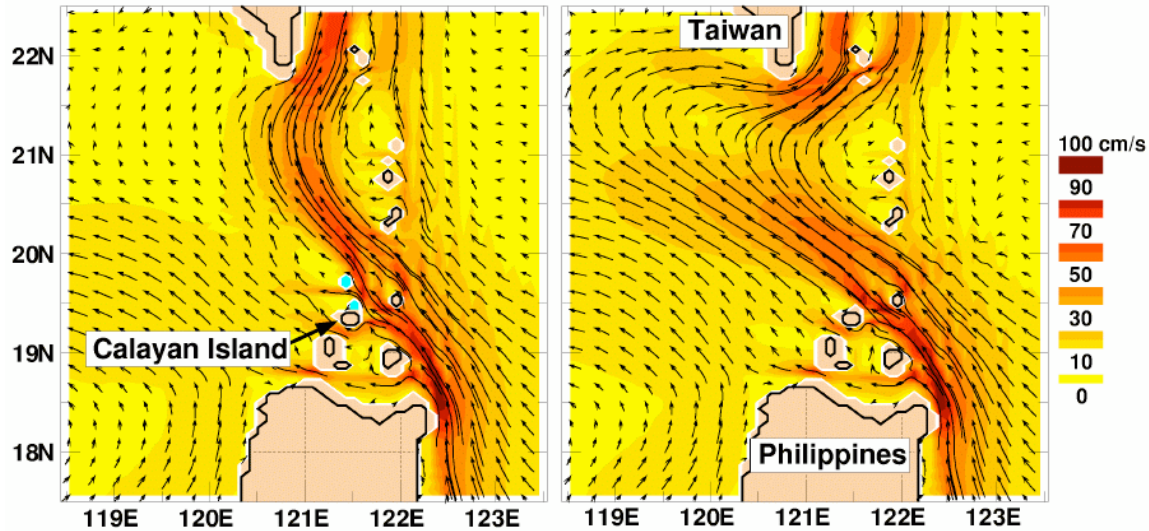 Taiwan
22N
21N
20N
19N
18N
Calayan Island
Philippines
100 cm/s
90
70
50
30
10
0
119E 120E 121E 122E 123E
119E 120E 121E 122E 123E